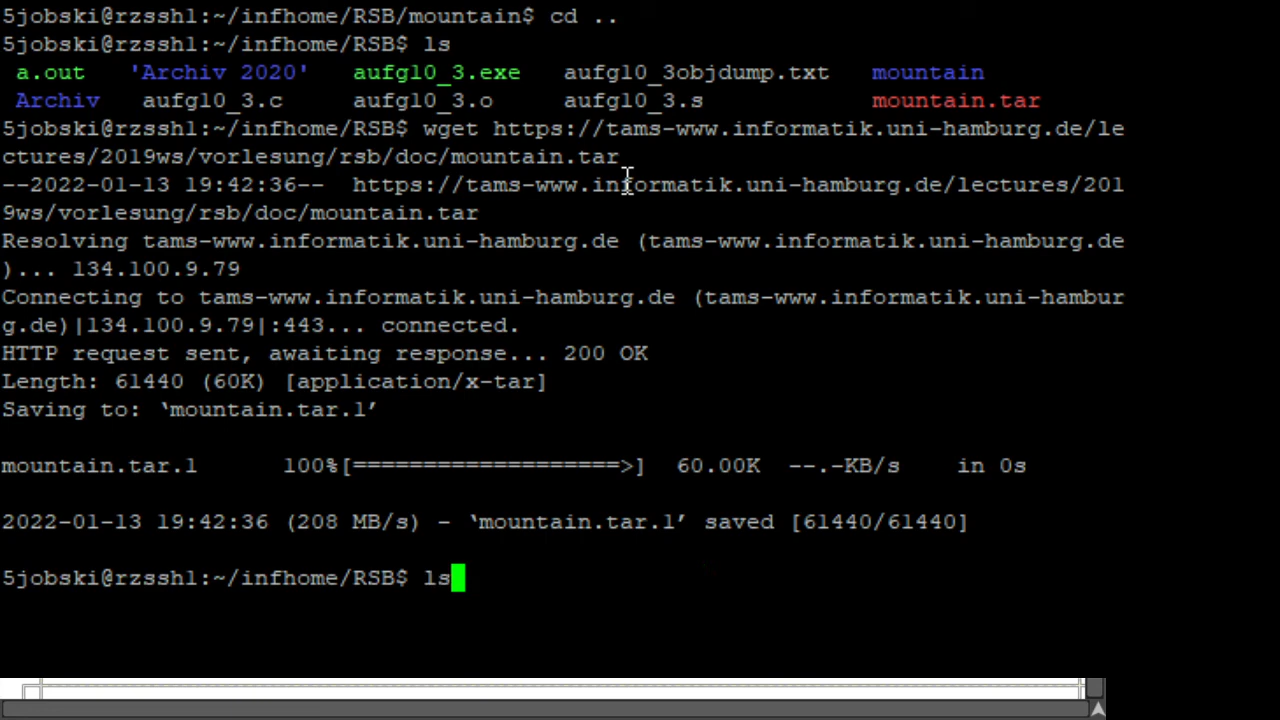 5jobski@rzssh1:~/infhome/RSB/mountain$ cd ..
5jobski@rzssh1:~/infhome/RSB$ ls
a.out 'Archiv 2020' aufg10_3.exe aufg10_3objdump.txt mountain
Archiv aufg10_3.c aufg10_3.o aufg10_3.s mountain.tar
5jobski@rzssh1:~/infhome/RSB$ wget https://tams-www.informatik.uni-hamburg.de/le
ctures/2019ws/vorlesung/rsb/doc/mountain.tar
--2022-01-13 19:42:36-- https://tams-www.informatik.uni-hamburg.de/lectures/201
9ws/vorlesung/rsb/doc/mountain.tar
Resolving tams-www.informatik.uni-hamburg.de (tams-www.informatik.uni-hamburg.de
)... 134.100.9.79
Connecting to tams-www.informatik.uni-hamburg.de (tams-www.informatik.uni-hambur
g.de)|134.100.9.79|:443... connected.
HTTP request sent, awaiting response... 200 OK
Length: 61440 (60K) [application/x-tar]
Saving to: ‘mountain.tar.1’
mountain.tar.1 100%[===================>] 60.00K --.-KB/s in 0s
2022-01-13 19:42:36 (208 MB/s) - ‘mountain.tar.1’ saved [61440/61440]
5jobski@rzssh1:~/infhome/RSB$ ls